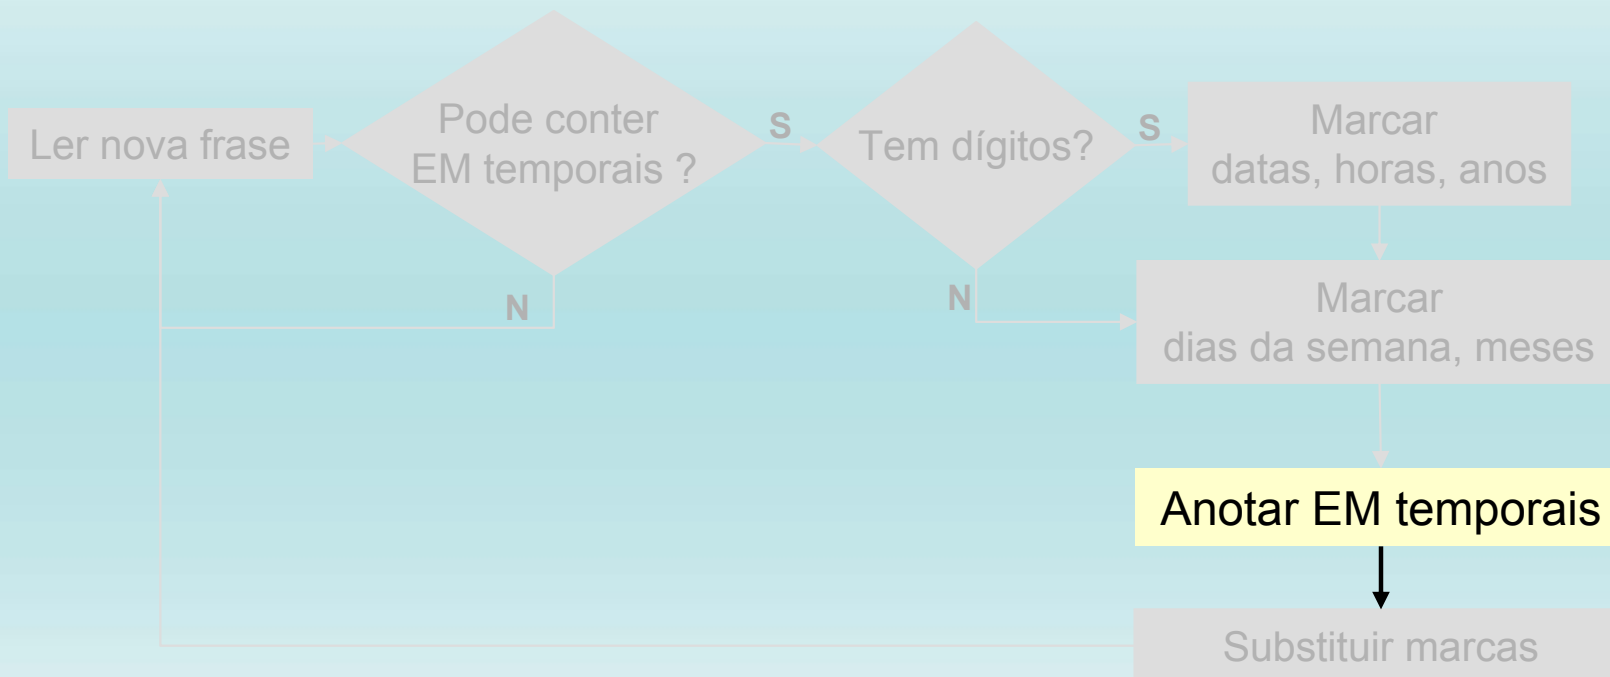 Ler nova frase
Pode conter
EM temporais ?
S
N
Tem dígitos?
S
N
Marcar
datas, horas, anos
Marcar
dias da semana, meses
Anotar EM temporais
Substituir marcas